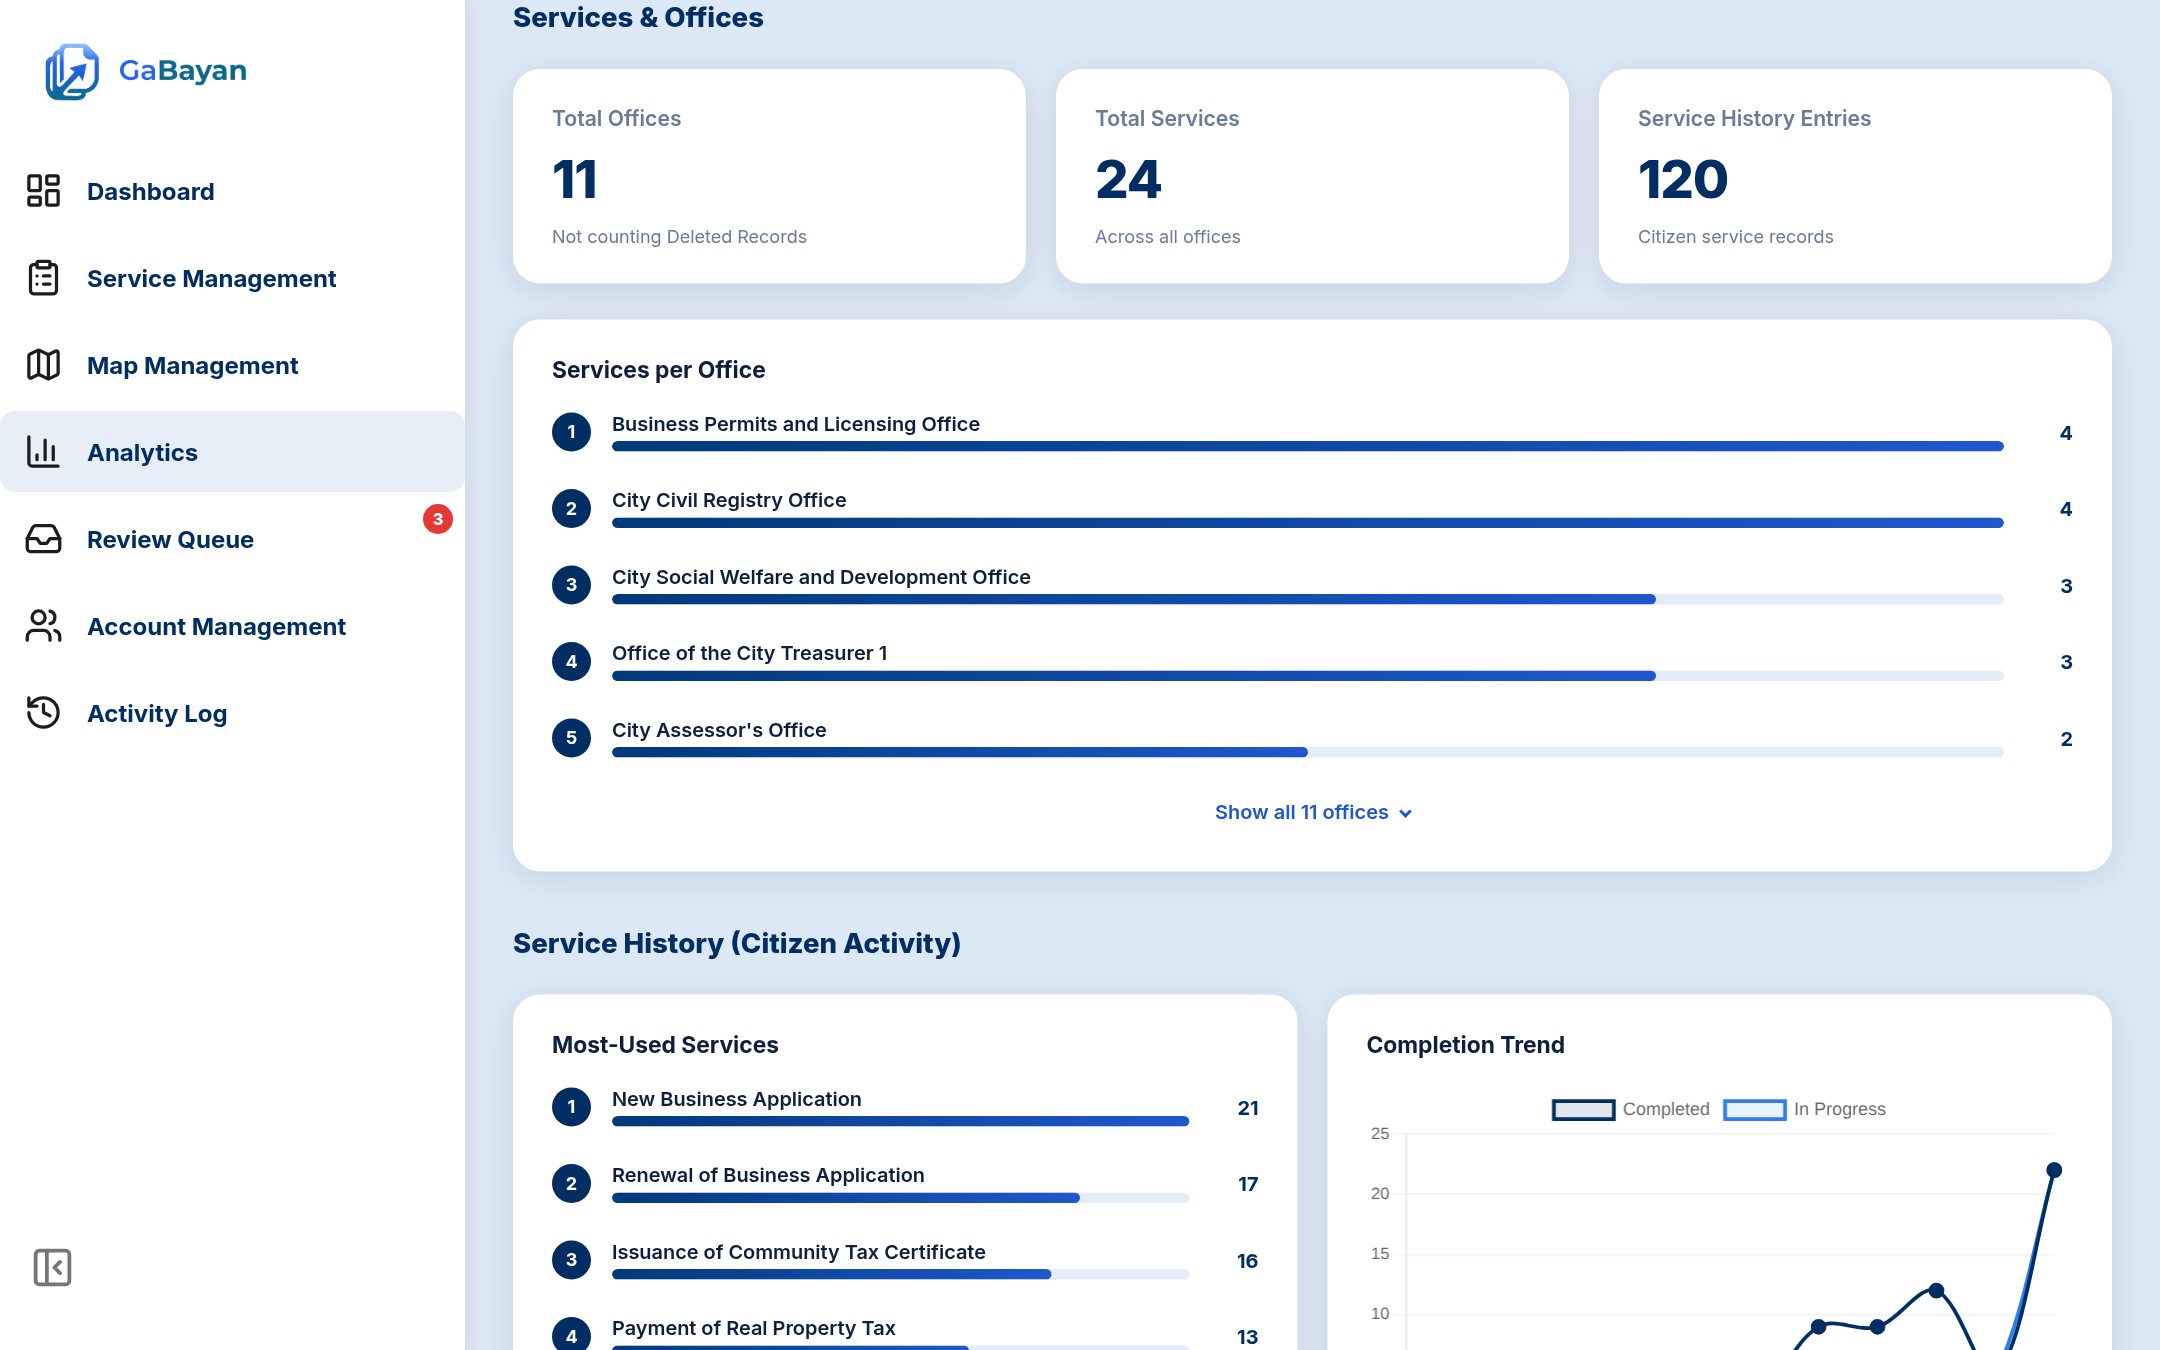 GaBayan
Dashboard
Service Management
Map Management
Analytics
Review Queue
3
Account Management
Activity Log
Services & Offices
Total Offices
11
Not counting Deleted Records
Total Services
24
Across all offices
Service History Entries
120
Citizen service records
Services per Office
1 Business Permits and Licensing Office 4
2 City Civil Registry Office 4
3 City Social Welfare and Development Office 3
4 Office of the City Treasurer 1 3
5 City Assessor's Office 2
Show all 11 offices
Service History (Citizen Activity)
Most-Used Services
1 New Business Application 21
2 Renewal of Business Application 17
3 Issuance of Community Tax Certificate 16
4 Payment of Real Property Tax 13
Completion Trend
Completed In Progress
25
20
15
10